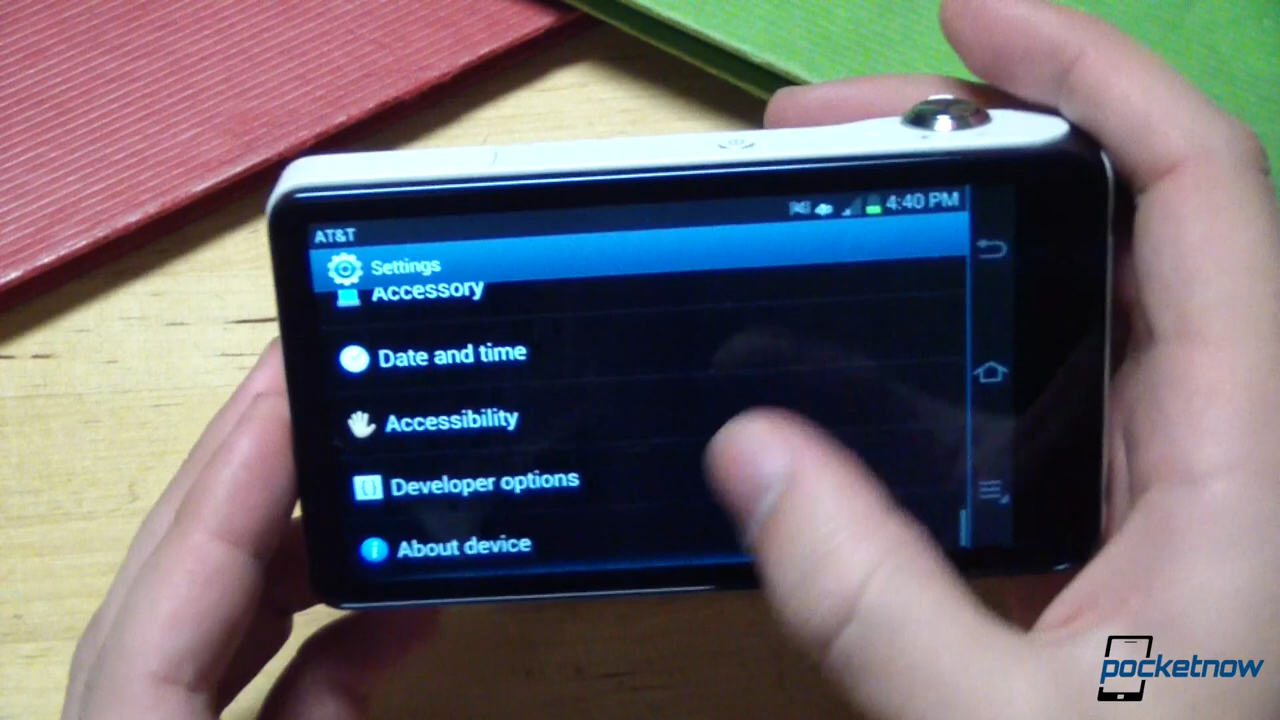 4:40 PM
AT&T
Settings
Accessory
Date and time
Accessibility
Developer options
About device
pocketnow